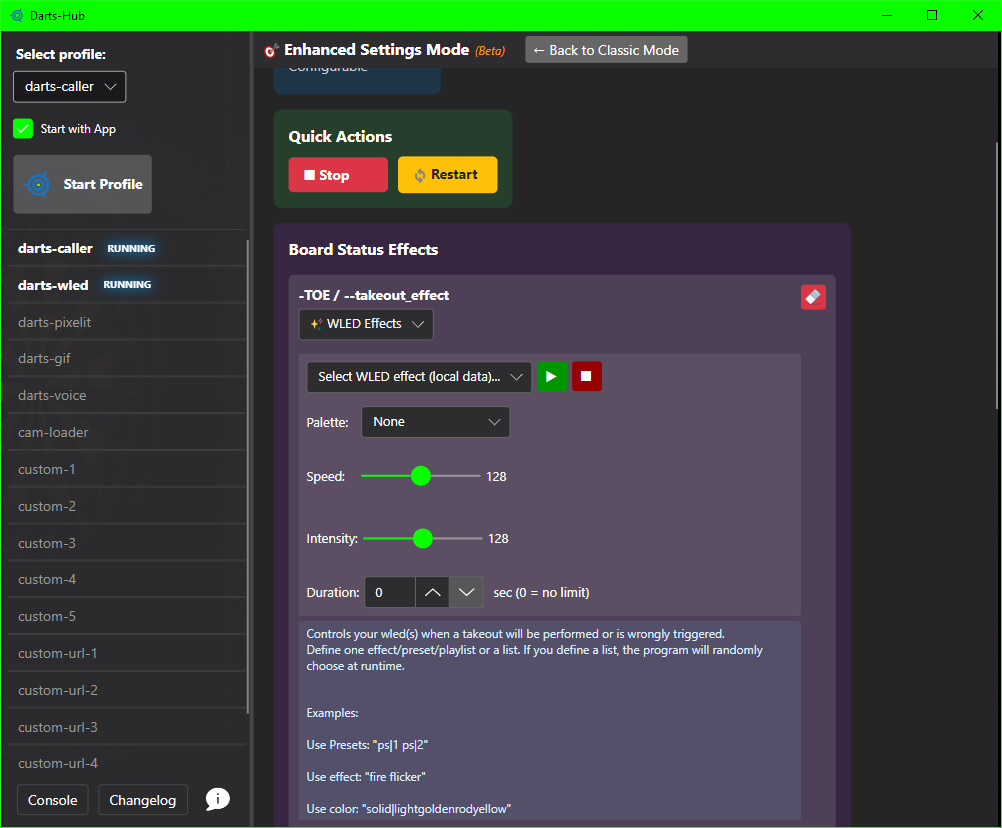 Darts-Hub
Select profile:
darts-caller
Start with App
Start Profile
darts-caller RUNNING
darts-wled RUNNING
darts-pixelit
darts-gif
darts-voice
cam-loader
custom-1
custom-2
custom-3
custom-4
custom-5
custom-url-1
custom-url-2
custom-url-3
custom-url-4
Console Changelog
Enhanced Settings Mode (Beta) ← Back to Classic Mode
Configurable
Quick Actions
Stop Restart
Board Status Effects
-TOE / --takeout_effect
WLED Effects
Select WLED effect (local data)...
Palette: None
Speed: 128
Intensity: 128
Duration: 0 sec (0 = no limit)
Controls your wled(s) when a takeout will be performed or is wrongly triggered.
Define one effect/preset/playlist or a list. If you define a list, the program will randomly
choose at runtime.
Examples:
Use Presets: "ps|1 ps|2"
Use effect: "fire flicker"
Use color: "solid|lightgoldenrodyellow"